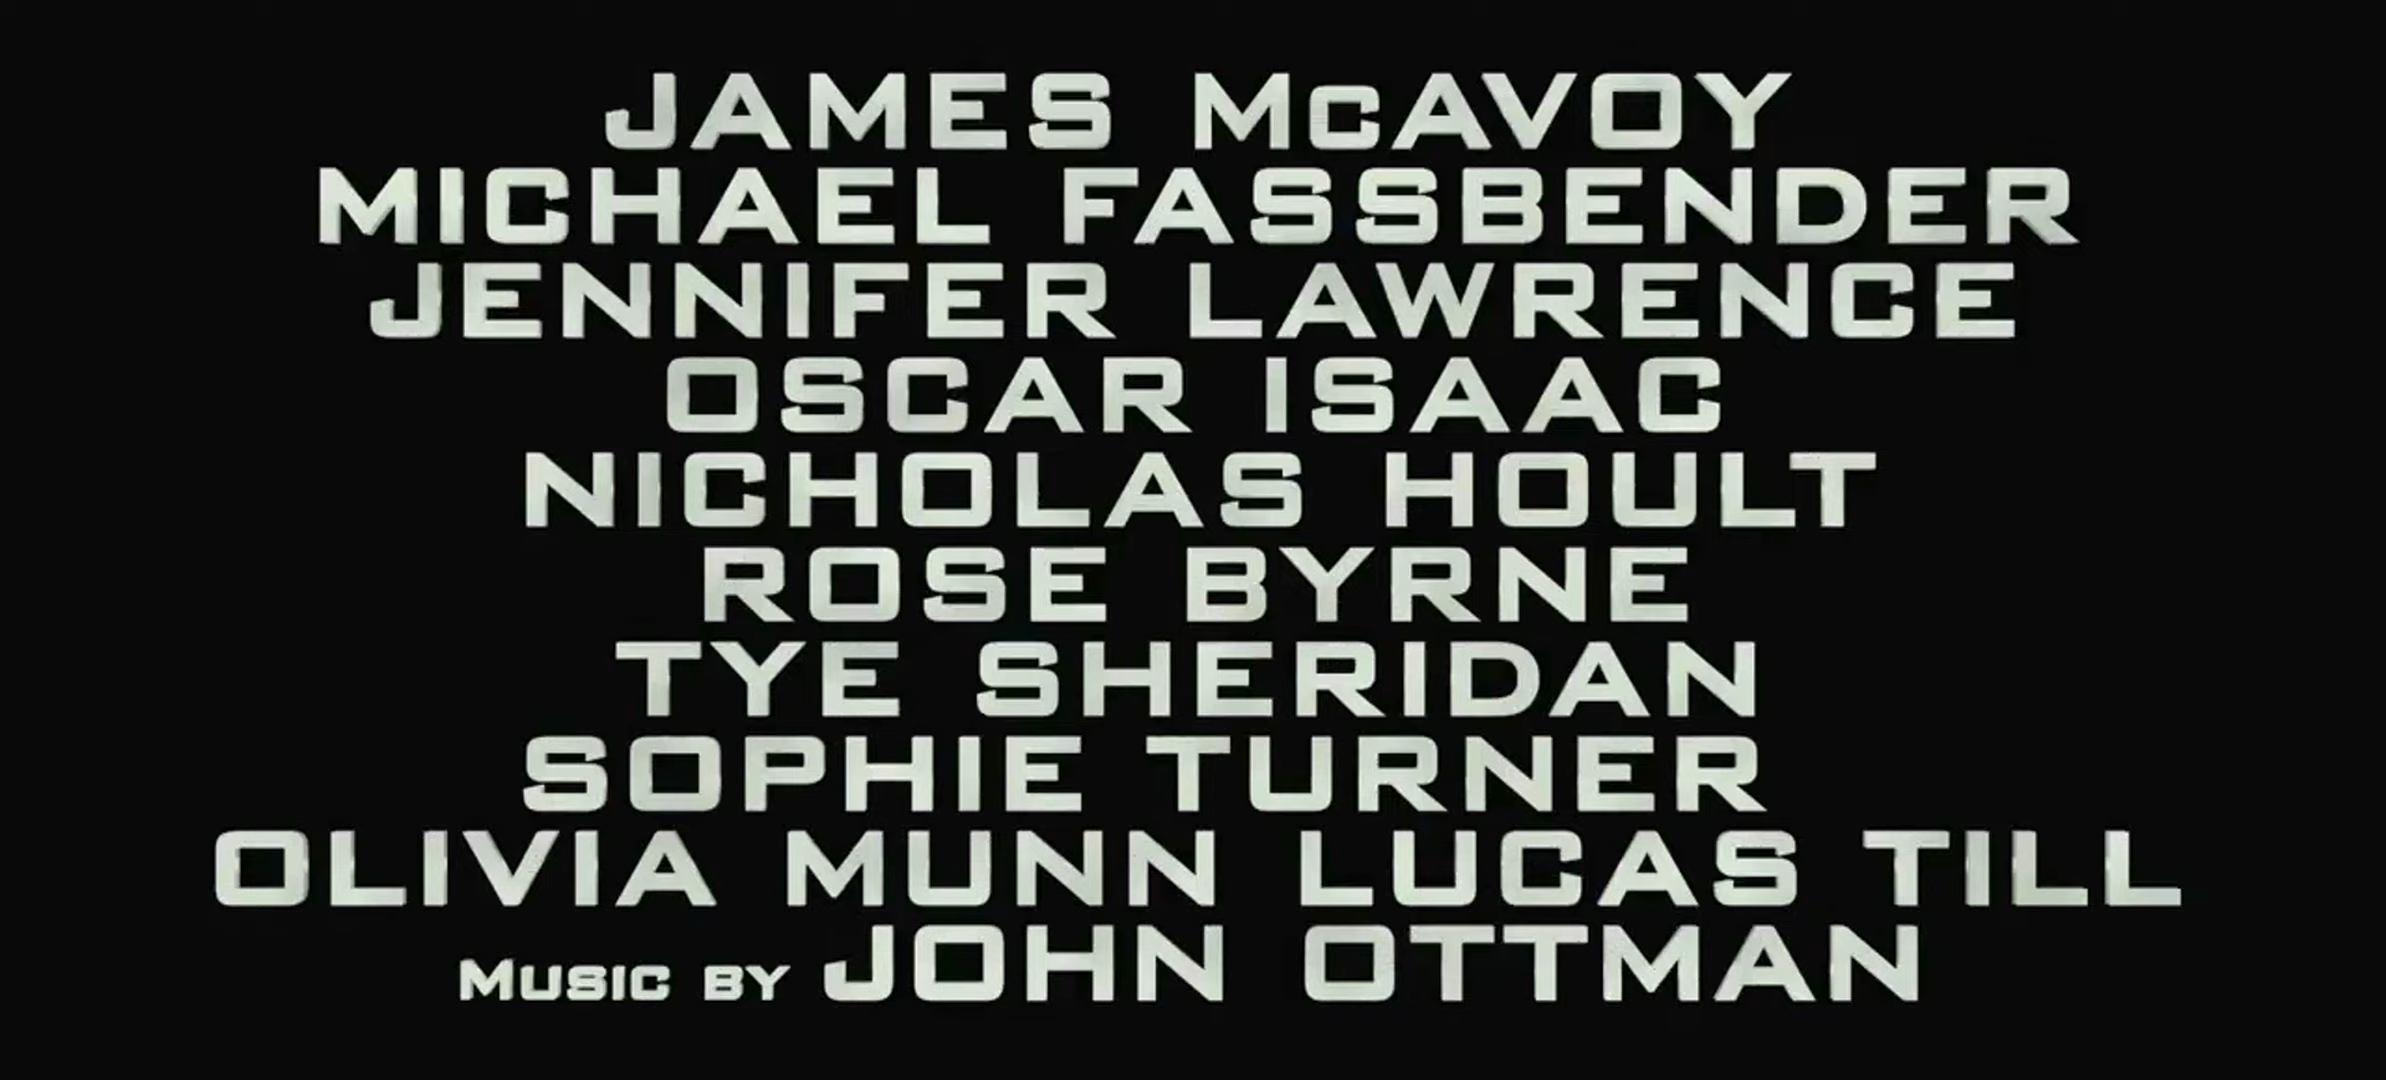 JAMES McAVOY
MICHAEL FASSBENDER
JENNIFER LAWRENCE
OSCAR ISAAC
NICHOLAS HOULT
ROSE BYRNE
TYE SHERIDAN
SOPHIE TURNER
OLIVIA MUNN LUCAS TILL
MUSIC BY JOHN OTTMAN